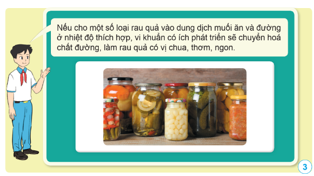 Nếu cho một số loại rau quả vào dung dịch muối ăn và đường
ở nhiệt độ thích hợp, vi khuẩn có ích phát triển sẽ chuyển hoá
chất đường, làm rau quả có vị chua, thơm, ngon.
3